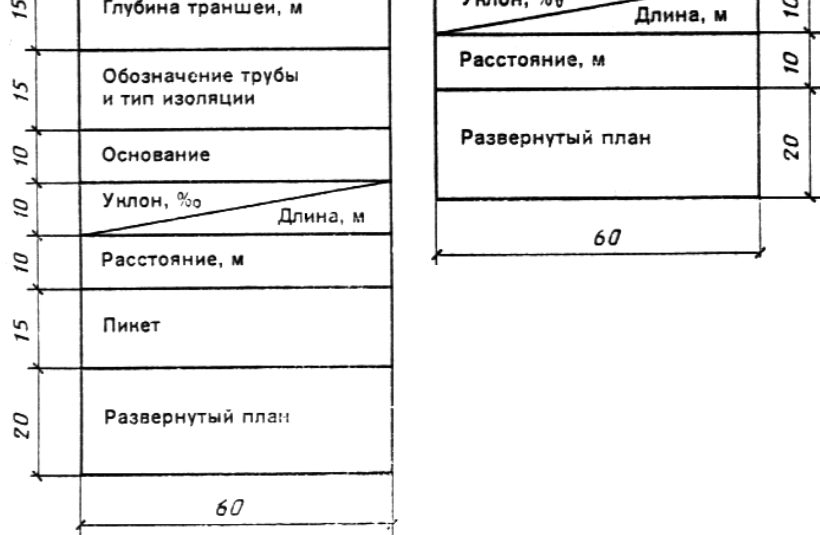 15
Глубина траншеи, м
15
Обозначение трубы
и тип изоляции
10
Основание
10
Уклон, ‰
Длина, м
10
Расстояние, м
15
Пикет
20
Развернутый план
60
Уклон, ‰
Длина, м
10
Расстояние, м
10
Развернутый план
20
60